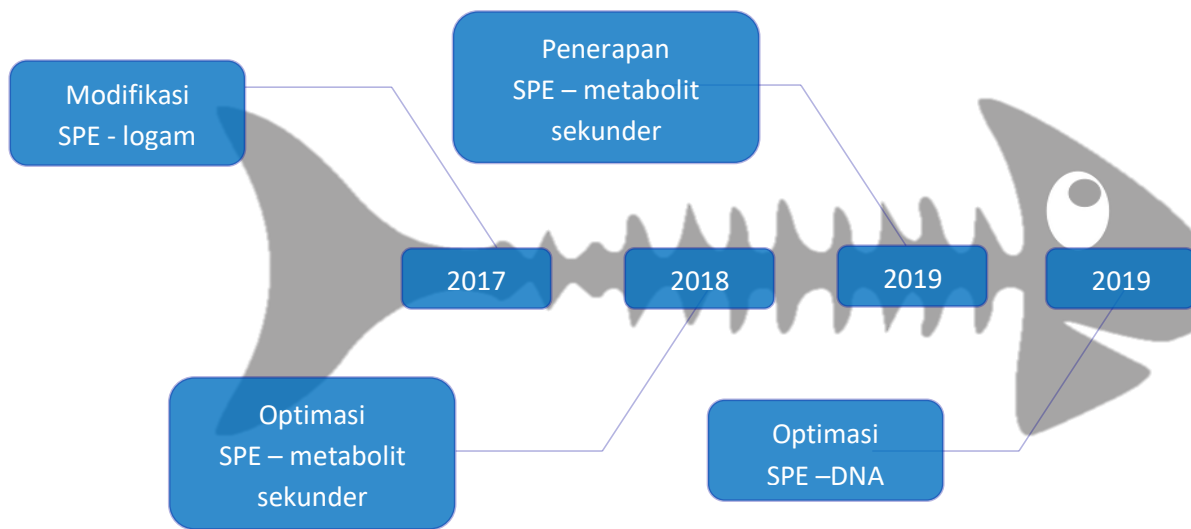 Penerapan
SPE – metabolit
sekunder
Modifikasi
SPE - logam
2017
2018
2019
2019
Optimasi
SPE – metabolit
sekunder
Optimasi
SPE –DNA